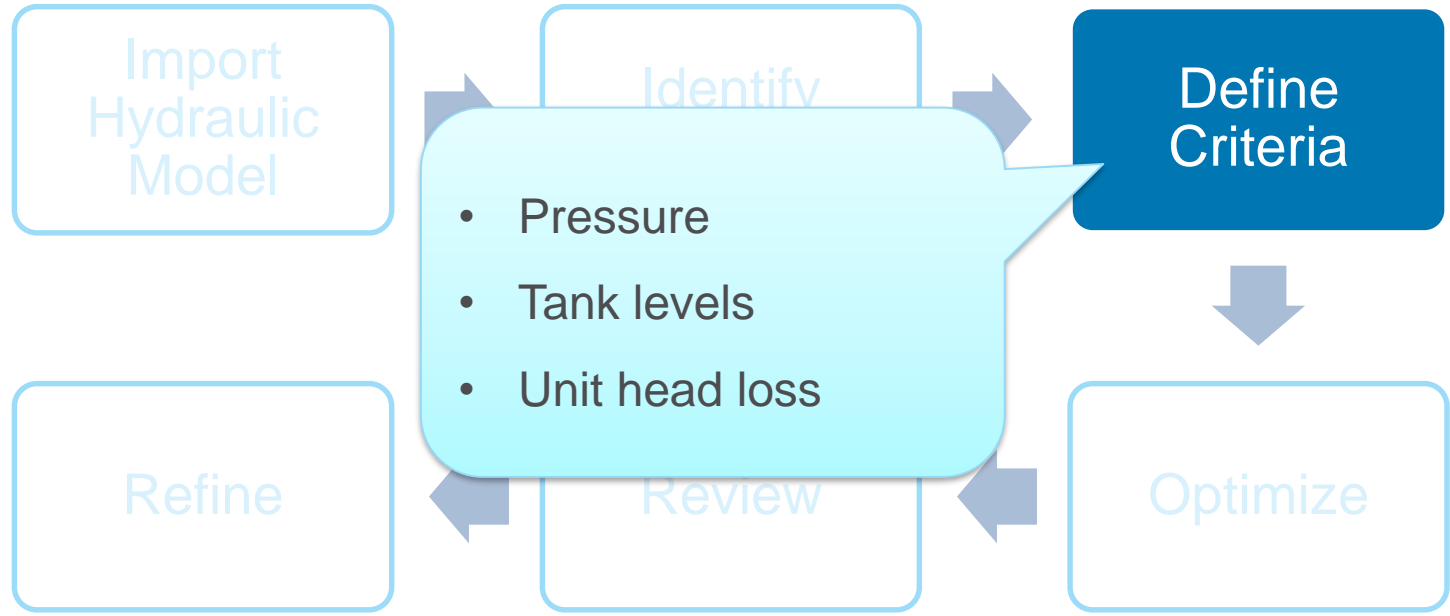 Import
Hydraulic
Model
Identify
Define
Criteria
• Pressure
• Tank levels
• Unit head loss
Refine
Review
Optimize